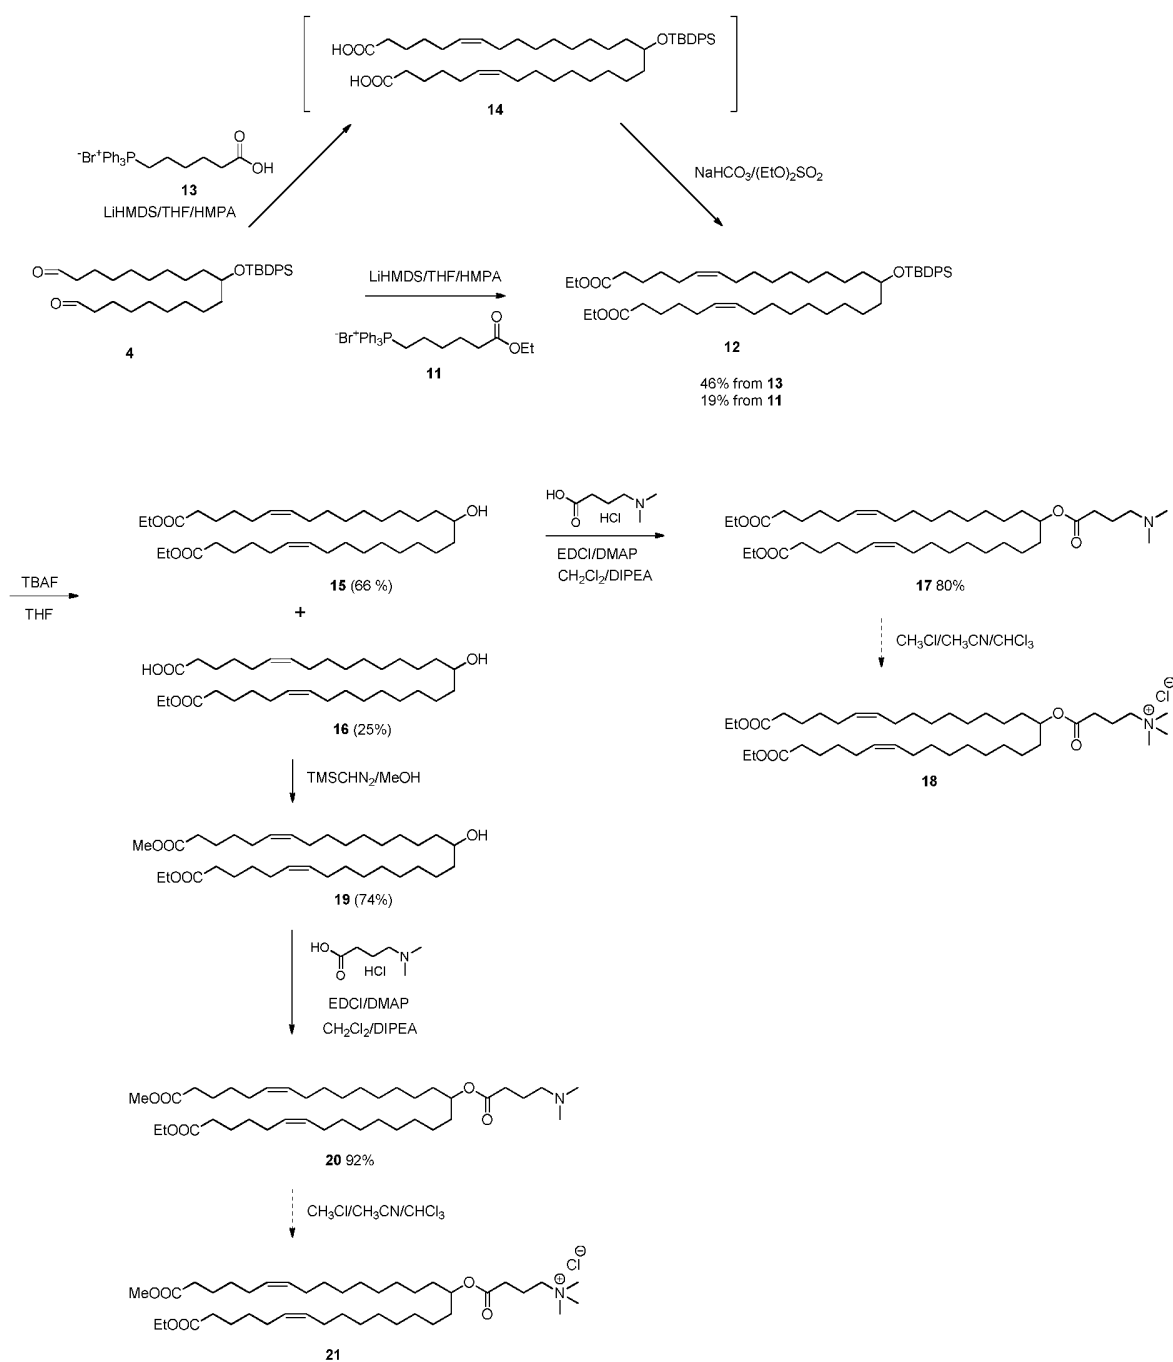 HOOC
OTBDPS
HOOC
14
⁻Br⁺Ph₃P
O
OH
13
LiHMDS/THF/HMPA
NaHCO₃/(EtO)₂SO₂
O
OTBDPS
O
4
LiHMDS/THF/HMPA
⁻Br⁺Ph₃P
O
OEt
11
EtOOC
OTBDPS
EtOOC
12
46% from 13
19% from 11
TBAF
THF
EtOOC
OH
EtOOC
15 (66 %)
+
HOOC
OH
EtOOC
16 (25%)
HO
O
N
HCl
EDCI/DMAP
CH₂Cl₂/DIPEA
EtOOC
O
O
N
EtOOC
17 80%
CH₃Cl/CH₃CN/CHCl₃
Cl⊖
EtOOC
O
O
N⊕
EtOOC
18
TMSCHN₂/MeOH
MeOOC
OH
EtOOC
19 (74%)
HO
O
N
HCl
EDCI/DMAP
CH₂Cl₂/DIPEA
MeOOC
O
O
N
EtOOC
20 92%
CH₃Cl/CH₃CN/CHCl₃
Cl⊖
MeOOC
O
O
N⊕
EtOOC
21